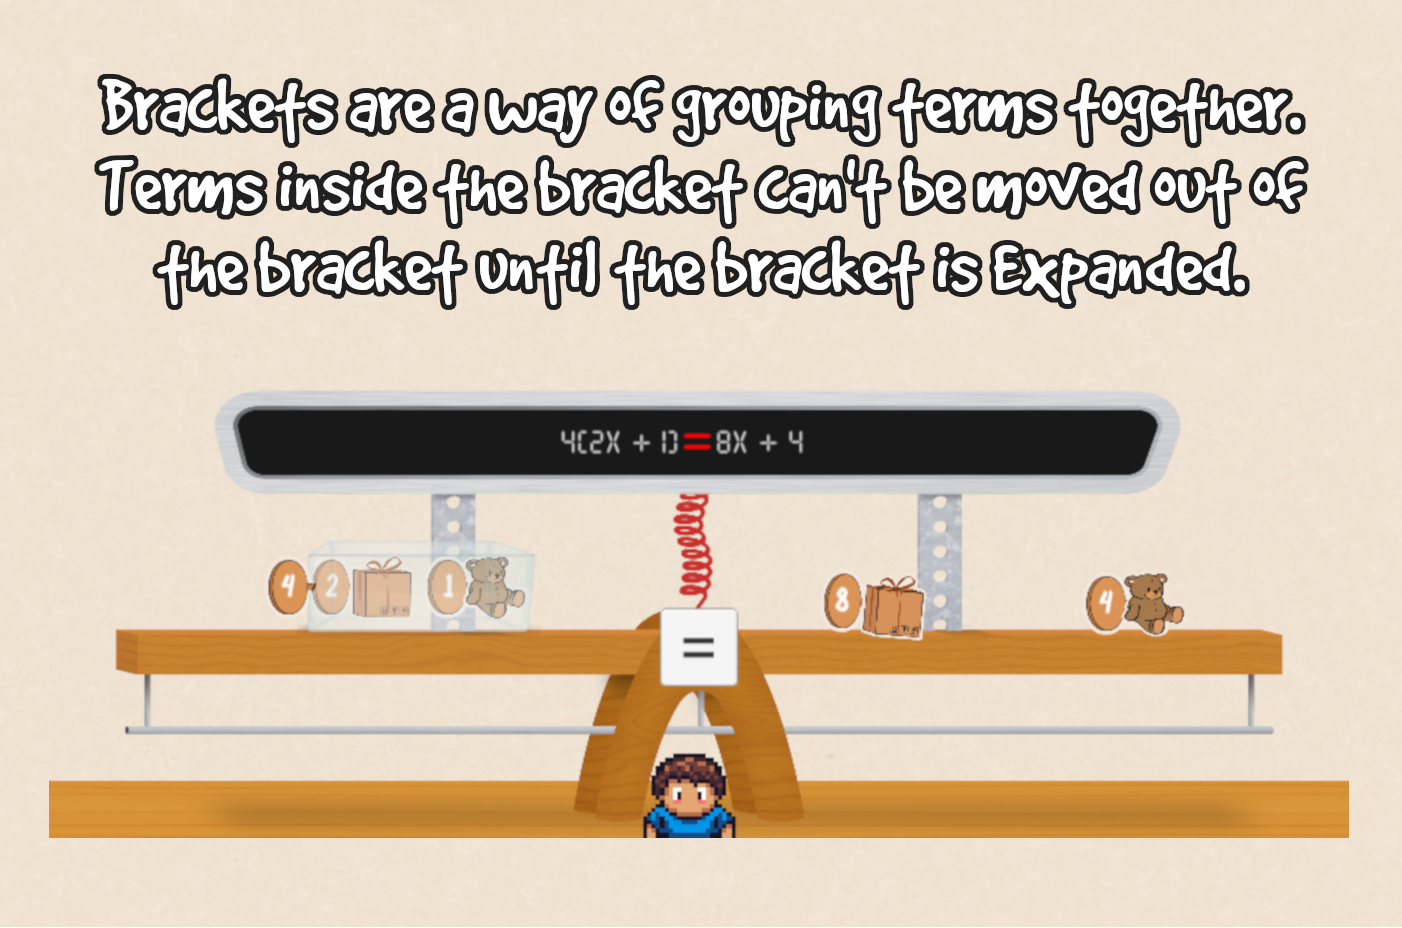 Brackets are a way of grouping terms together.
Terms inside the bracket can't be moved out of
the bracket until the bracket is Expanded.
4(2X + 1) = 8X + 4
4 2 1 8 4
=